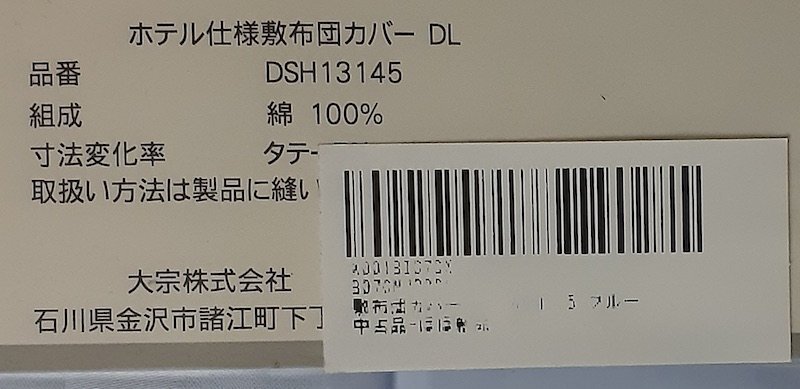 ホテル仕様敷布団カバー DL
品番 DSH13145
組成 綿 100%
寸法変化率 タテ
取扱い方法は製品に縫い
大宗株式会社
石川県金沢市諸江町下丁
敷布団カバー ブルー
中古品